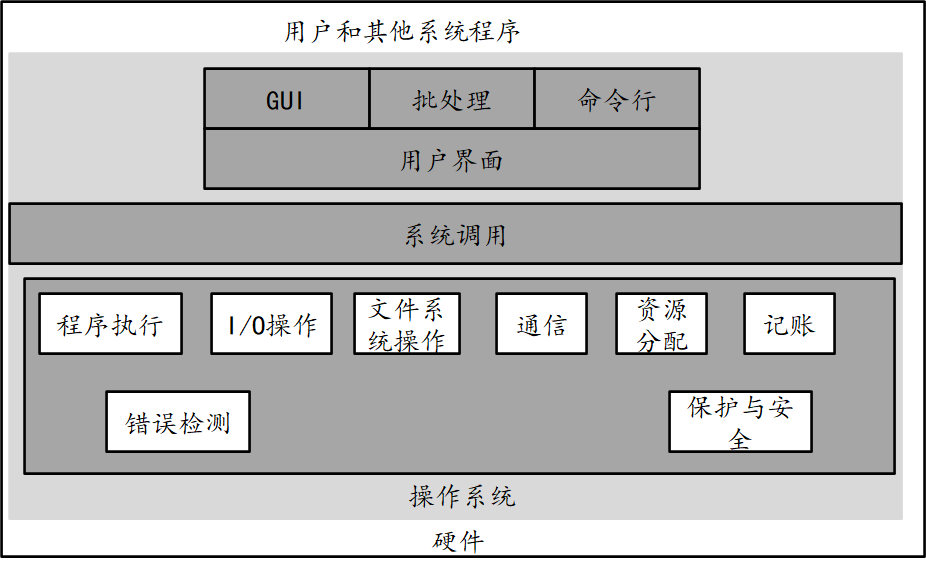 用户和其他系统程序
GUI
批处理
命令行
用户界面
系统调用
程序执行
I/O操作
文件系
统操作
通信
资源
分配
记账
错误检测
保护与安
全
操作系统
硬件